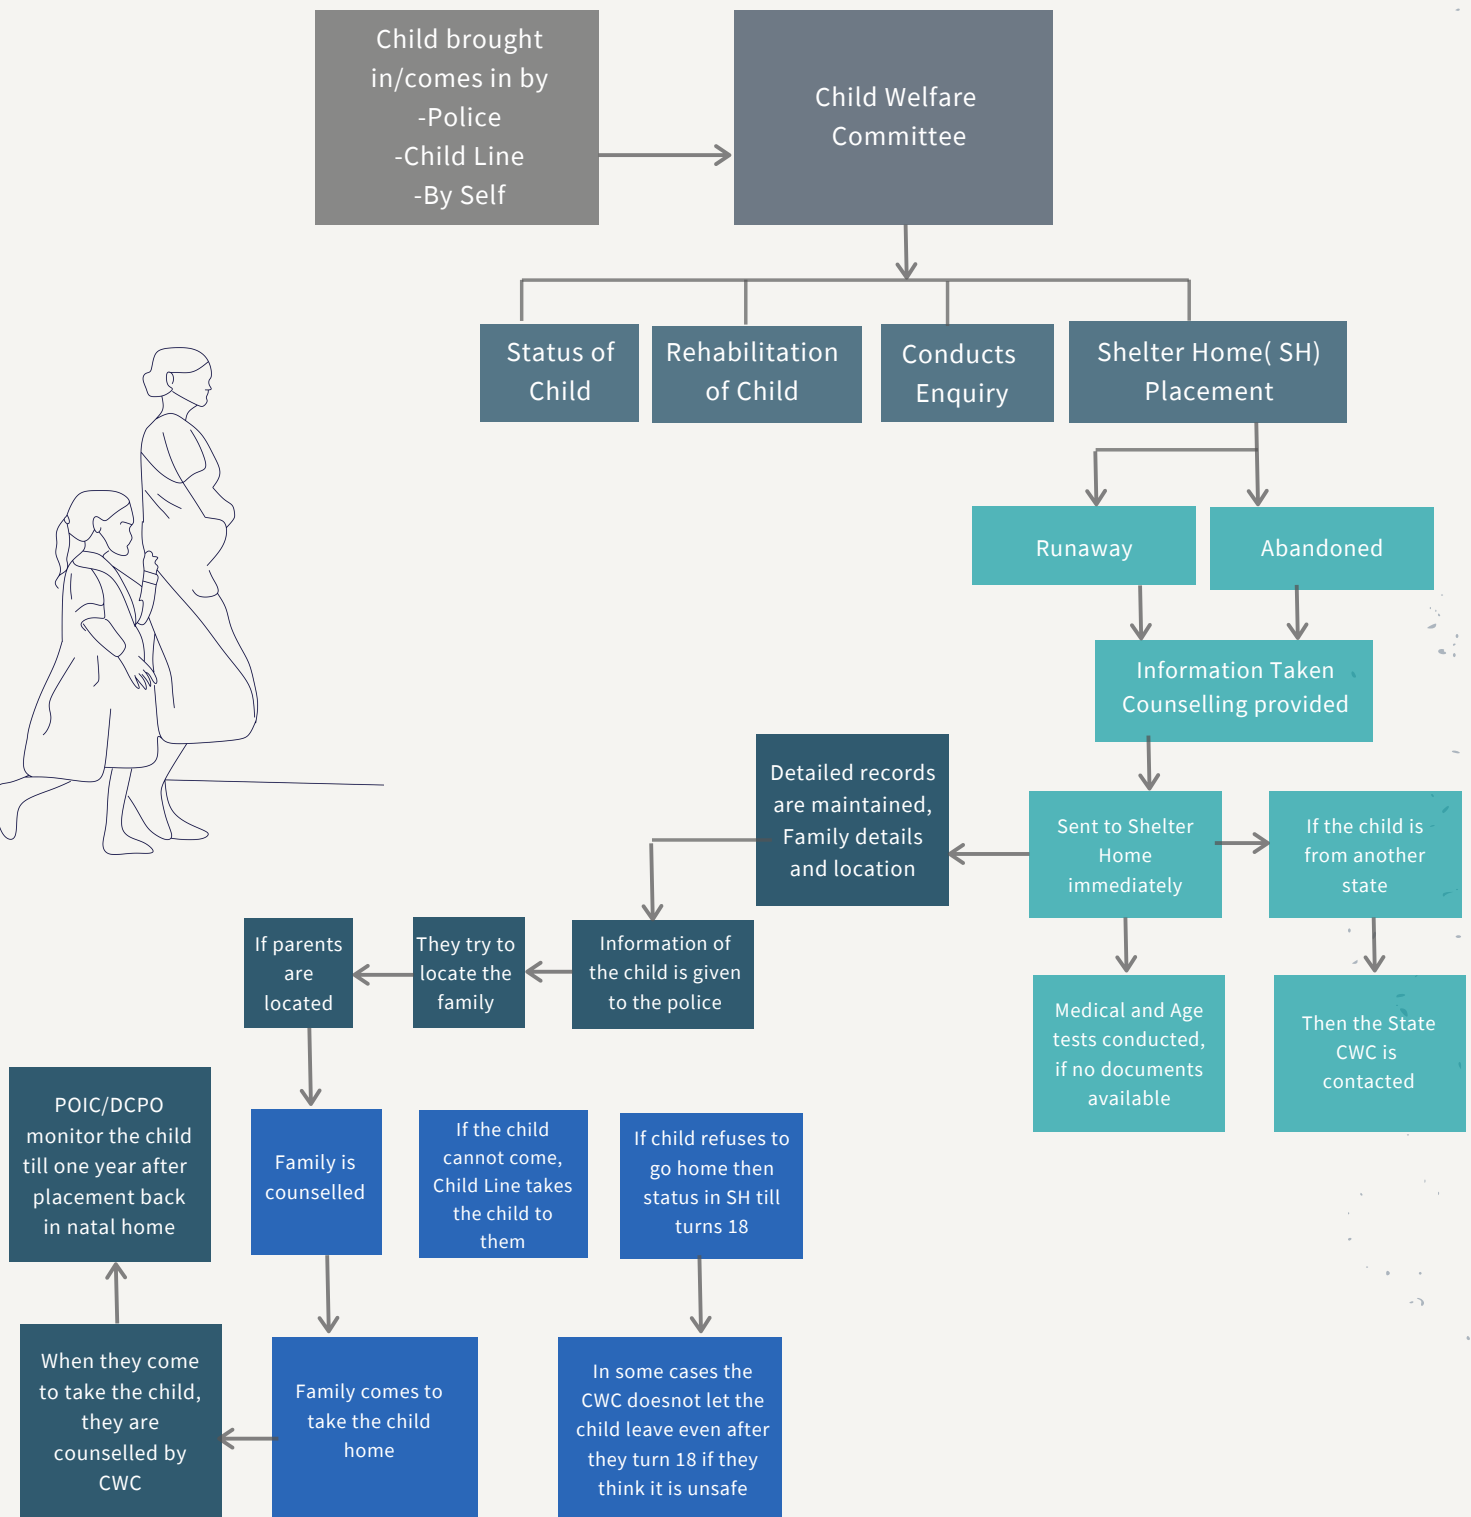 Child brought
in/comes in by
-Police
-Child Line
-By Self
Child Welfare
Committee
Status of
Child
Rehabilitation
of Child
Conducts
Enquiry
Shelter Home( SH)
Placement
Runaway
Abandoned
Information Taken
Counselling provided
Sent to Shelter
Home
immediately
If the child is
from another
state
Medical and Age
tests conducted,
if no documents
available
Then the State
CWC is
contacted
Detailed records
are maintained,
Family details
and location
Information of
the child is given
to the police
They try to
locate the
family
If parents
are
located
Family is
counselled
If the child
cannot come,
Child Line takes
the child to
them
If child refuses to
go home then
status in SH till
turns 18
Family comes to
take the child
home
In some cases the
CWC doesnot let the
child leave even after
they turn 18 if they
think it is unsafe
When they come
to take the child,
they are
counselled by
CWC
POIC/DCPO
monitor the child
till one year after
placement back
in natal home